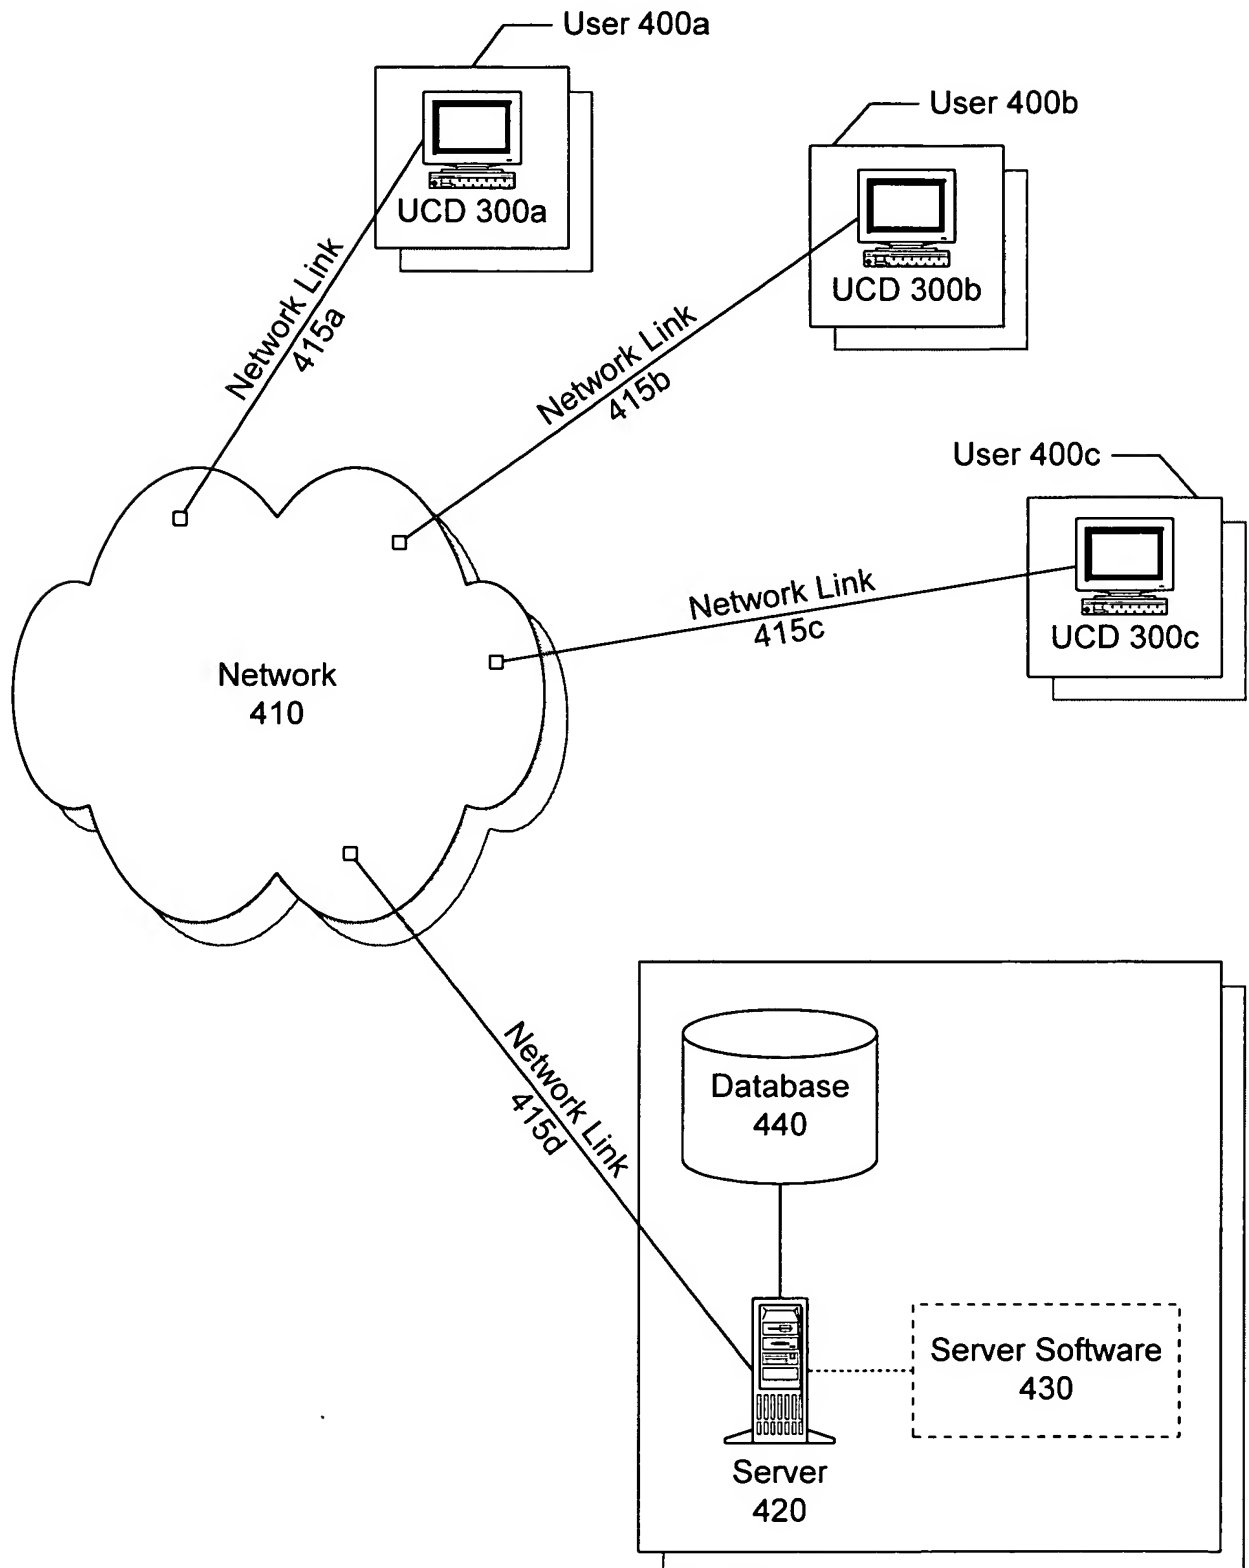 User 400a
UCD 300a
User 400b
UCD 300b
Network Link
415a
Network Link
415b
User 400c
UCD 300c
Network Link
415c
Network
410
Network Link
415d
Database
440
Server Software
430
Server
420